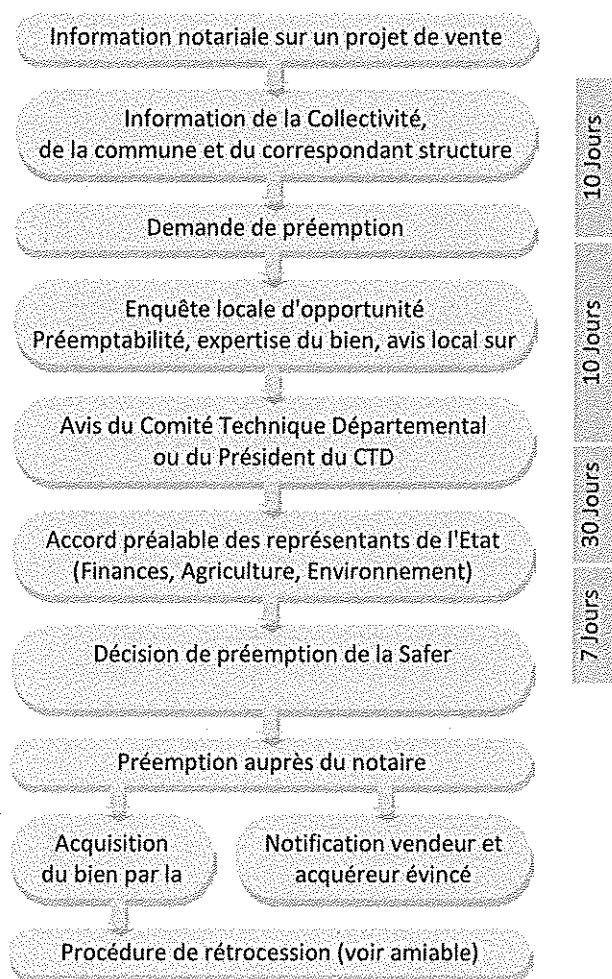 Information notariale sur un projet de vente
Information de la Collectivité,
de la commune et du correspondant structure
10 Jours
Demande de préemption
Enquête locale d'opportunité
Préemptabilité, expertise du bien, avis local sur
10 Jours
Avis du Comité Technique Départemental
ou du Président du CTD
30 Jours
Accord préalable des représentants de l'Etat
(Finances, Agriculture, Environnement)
7 Jours
Décision de préemption de la Safer
Préemption auprès du notaire
Acquisition
du bien par la
Notification vendeur et
acquéreur évincé
Procédure de rétrocession (voir amiable)